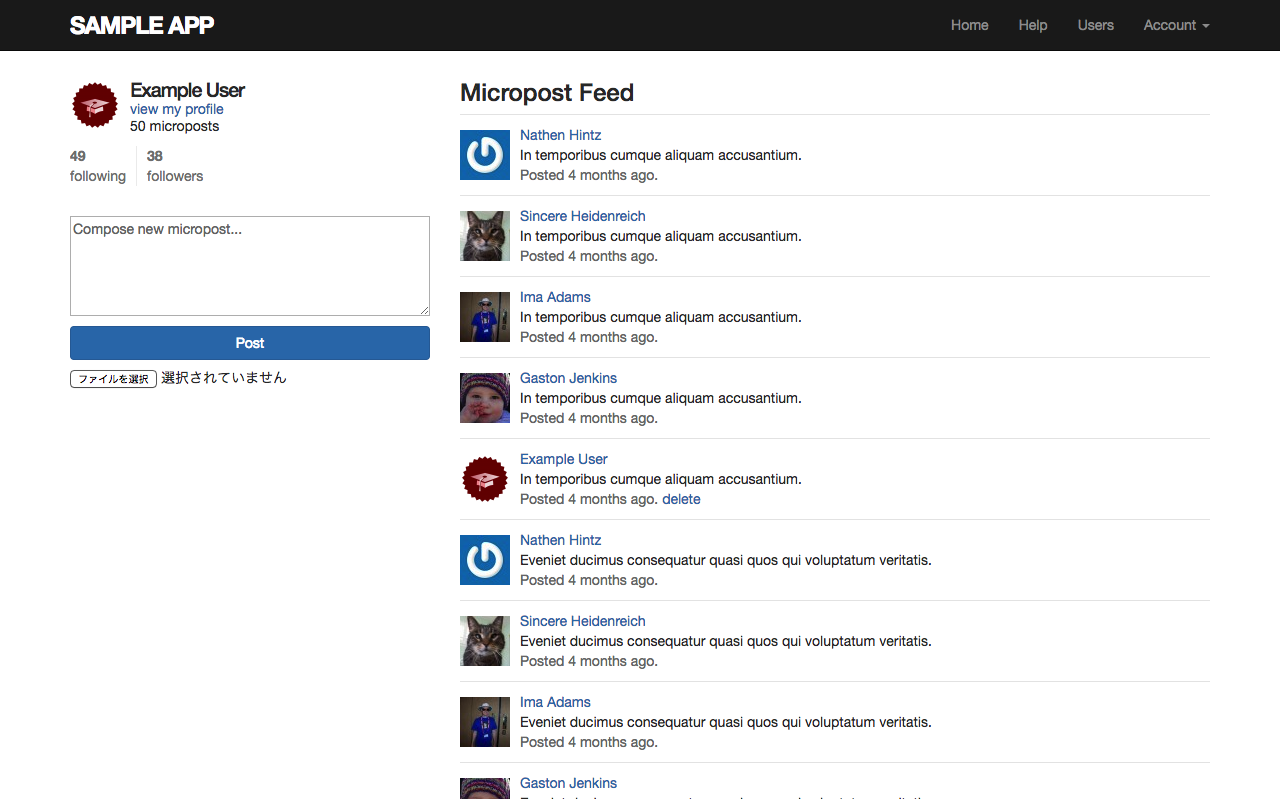 SAMPLE APP
Home Help Users Account
Example User
view my profile
50 microposts
49 38
following followers
Compose new micropost...
Post
ファイルを選択 選択されていません
Micropost Feed
Nathen Hintz
In temporibus cumque aliquam accusantium.
Posted 4 months ago.
Sincere Heidenreich
In temporibus cumque aliquam accusantium.
Posted 4 months ago.
Ima Adams
In temporibus cumque aliquam accusantium.
Posted 4 months ago.
Gaston Jenkins
In temporibus cumque aliquam accusantium.
Posted 4 months ago.
Example User
In temporibus cumque aliquam accusantium.
Posted 4 months ago. delete
Nathen Hintz
Eveniet ducimus consequatur quasi quos qui voluptatum veritatis.
Posted 4 months ago.
Sincere Heidenreich
Eveniet ducimus consequatur quasi quos qui voluptatum veritatis.
Posted 4 months ago.
Ima Adams
Eveniet ducimus consequatur quasi quos qui voluptatum veritatis.
Posted 4 months ago.
Gaston Jenkins